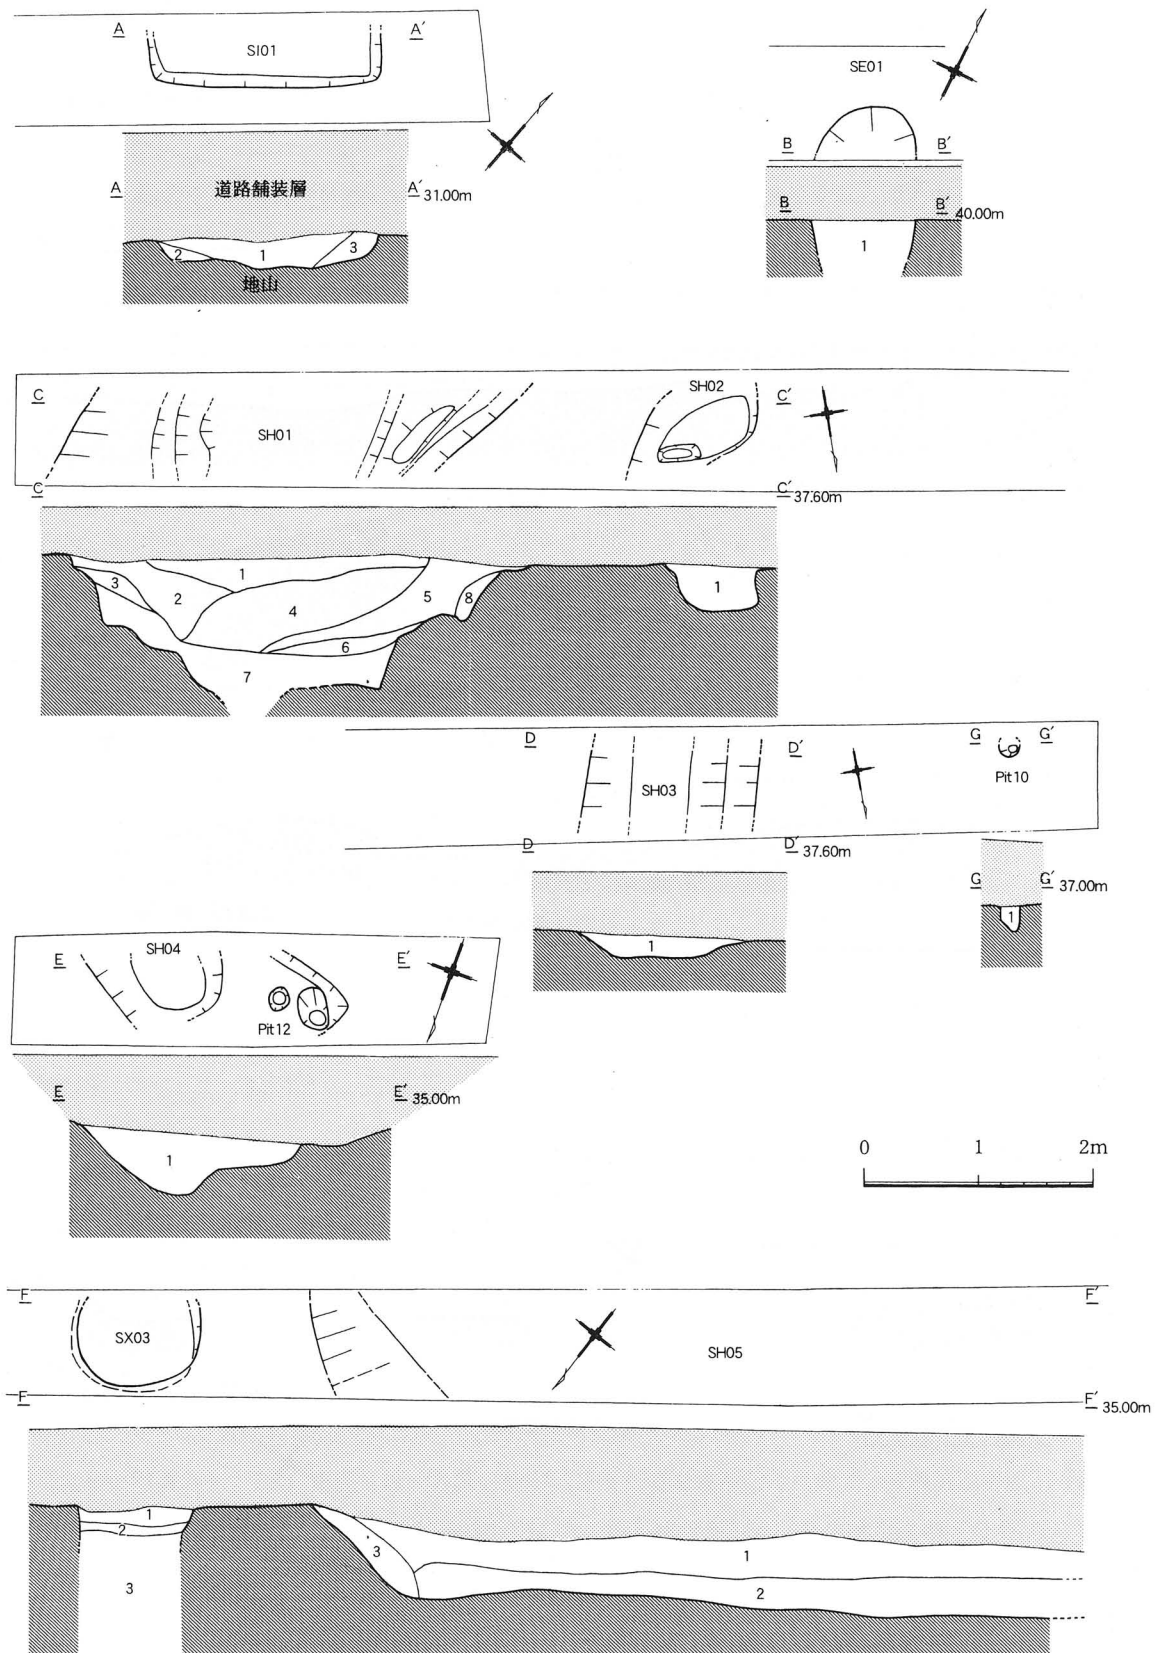 A SI01 A′
A 道路舗装層 A′ 31.00m
2 1 3
地山
SE01
B B′
B B′ 40.00m
1
C SH01 SH02 C′
C C′ 37.60m
1
3 2 4 5 8 1
6
7
D SH03 D′
D D′ 37.60m
1
G G′
Pit10
G G′ 37.00m
1
SH04
E E′
Pit12
E E′ 35.00m
1
0 1 2m
F F′
SX03 SH05
F F′ 35.00m
1
2
3
3 1
2